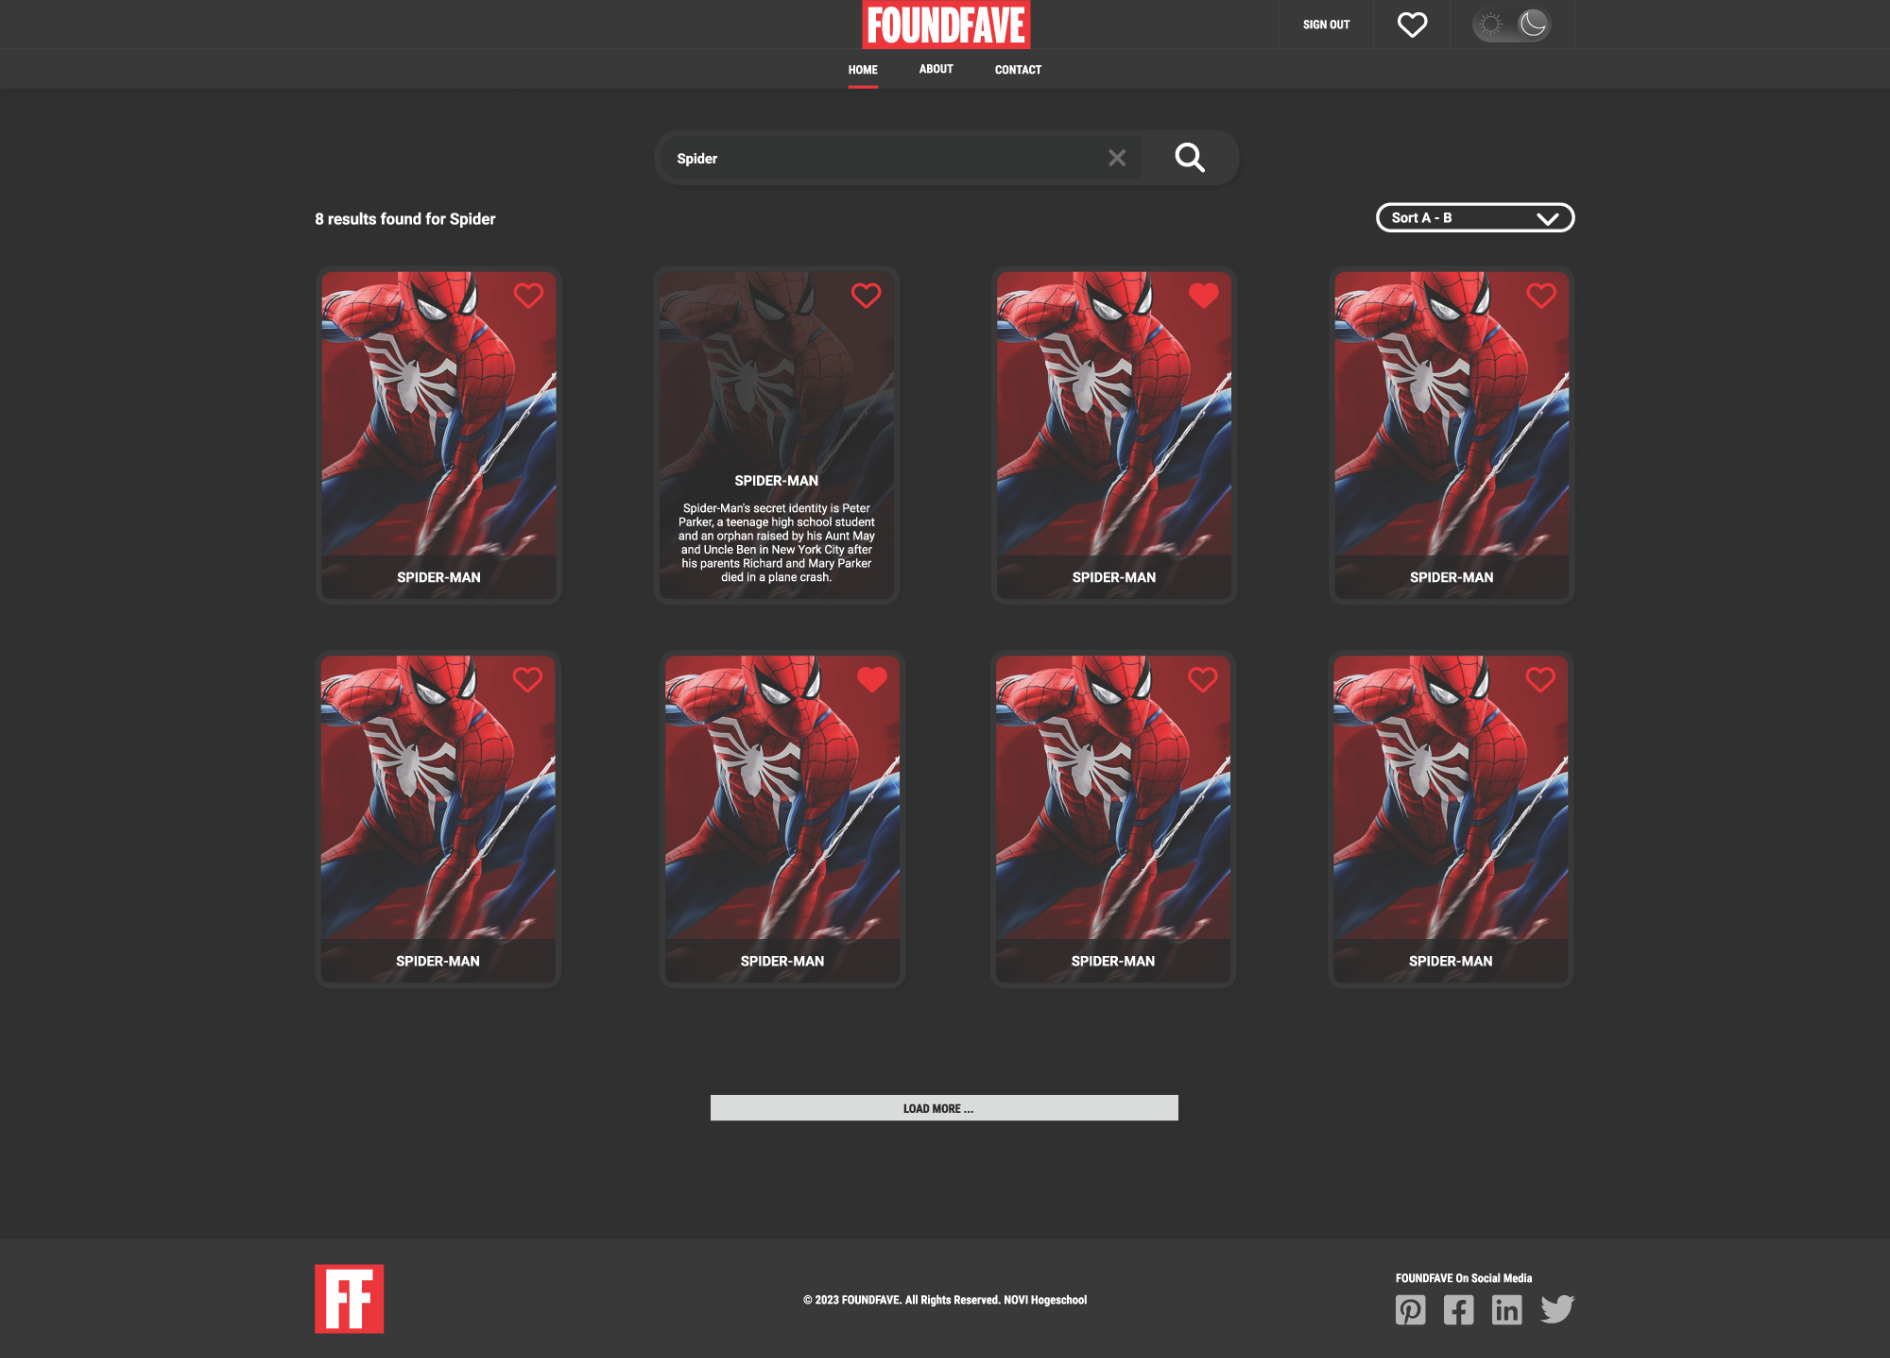 FOUNDFAVE
SIGN OUT
HOME
ABOUT
CONTACT
Spider
8 results found for Spider
Sort A - B
SPIDER-MAN
SPIDER-MAN
Spider-Man's secret identity is Peter
Parker, a teenage high school student
and an orphan raised by his Aunt May
and Uncle Ben in New York City after
his parents Richard and Mary Parker
died in a plane crash.
SPIDER-MAN
SPIDER-MAN
SPIDER-MAN
SPIDER-MAN
SPIDER-MAN
SPIDER-MAN
LOAD MORE ...
FF
© 2023 FOUNDFAVE. All Rights Reserved. NOVI Hogeschool
FOUNDFAVE On Social Media